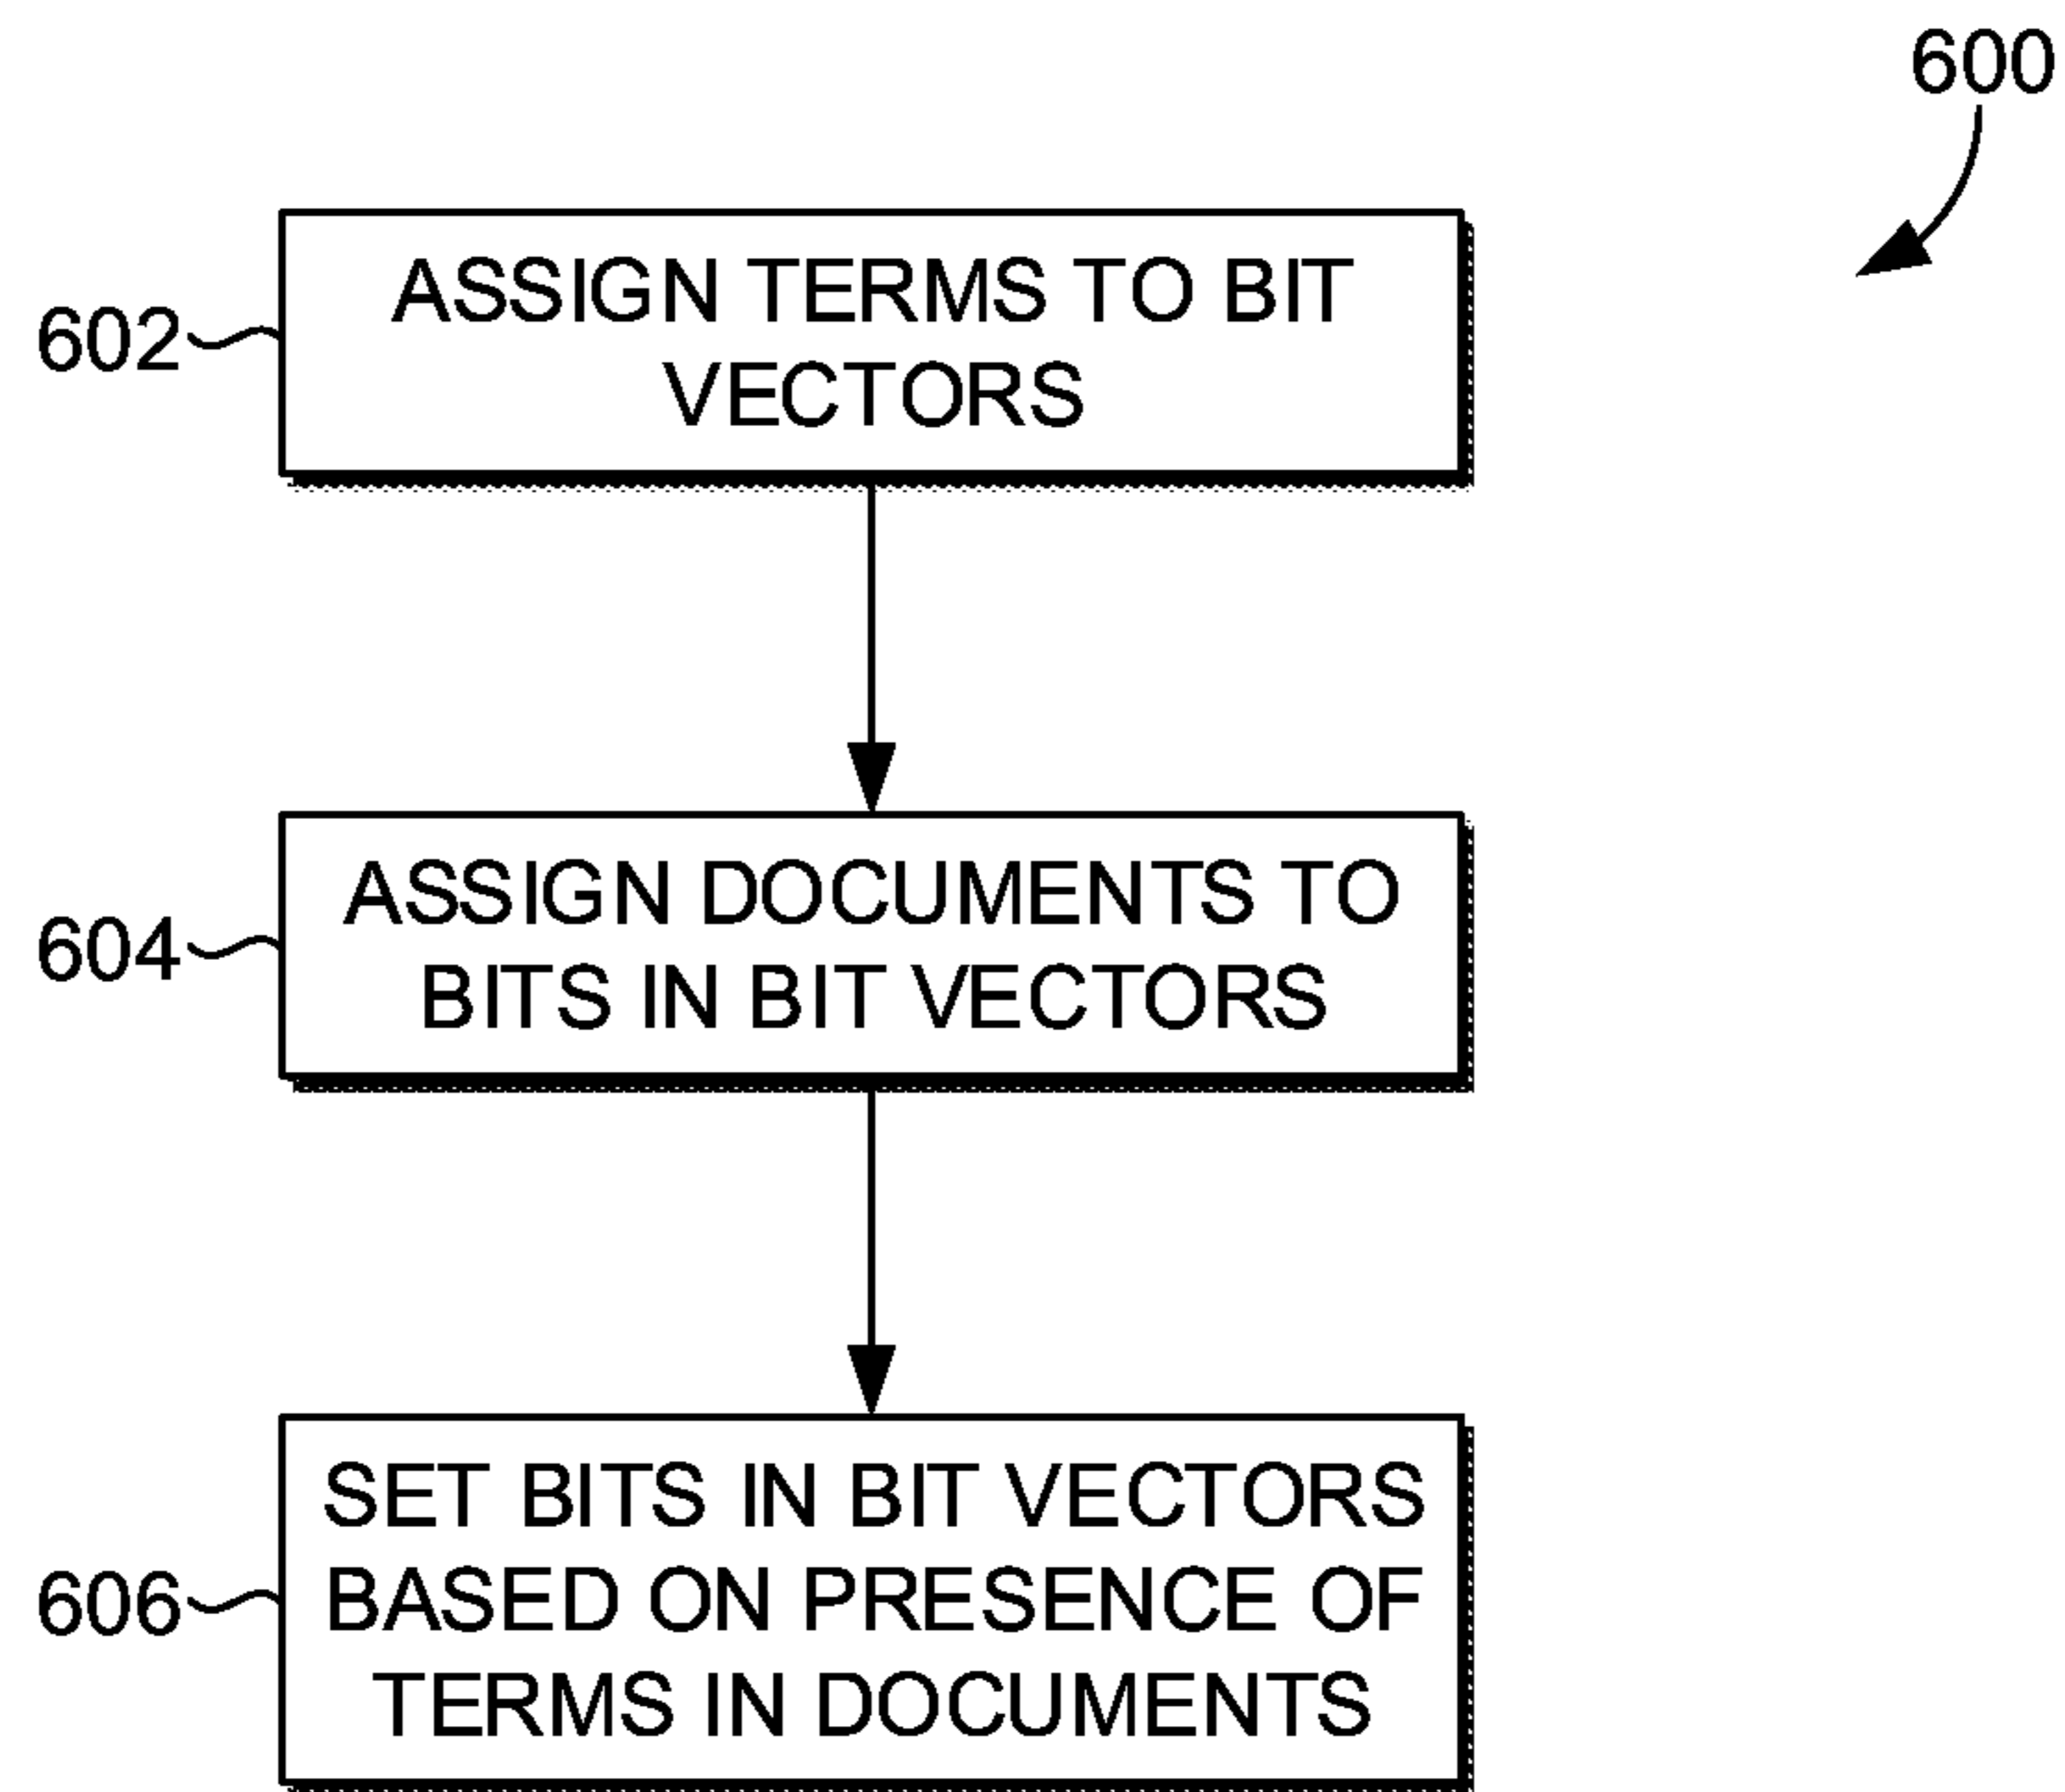 600
602
ASSIGN TERMS TO BIT
VECTORS
604
ASSIGN DOCUMENTS TO
BITS IN BIT VECTORS
606
SET BITS IN BIT VECTORS
BASED ON PRESENCE OF
TERMS IN DOCUMENTS